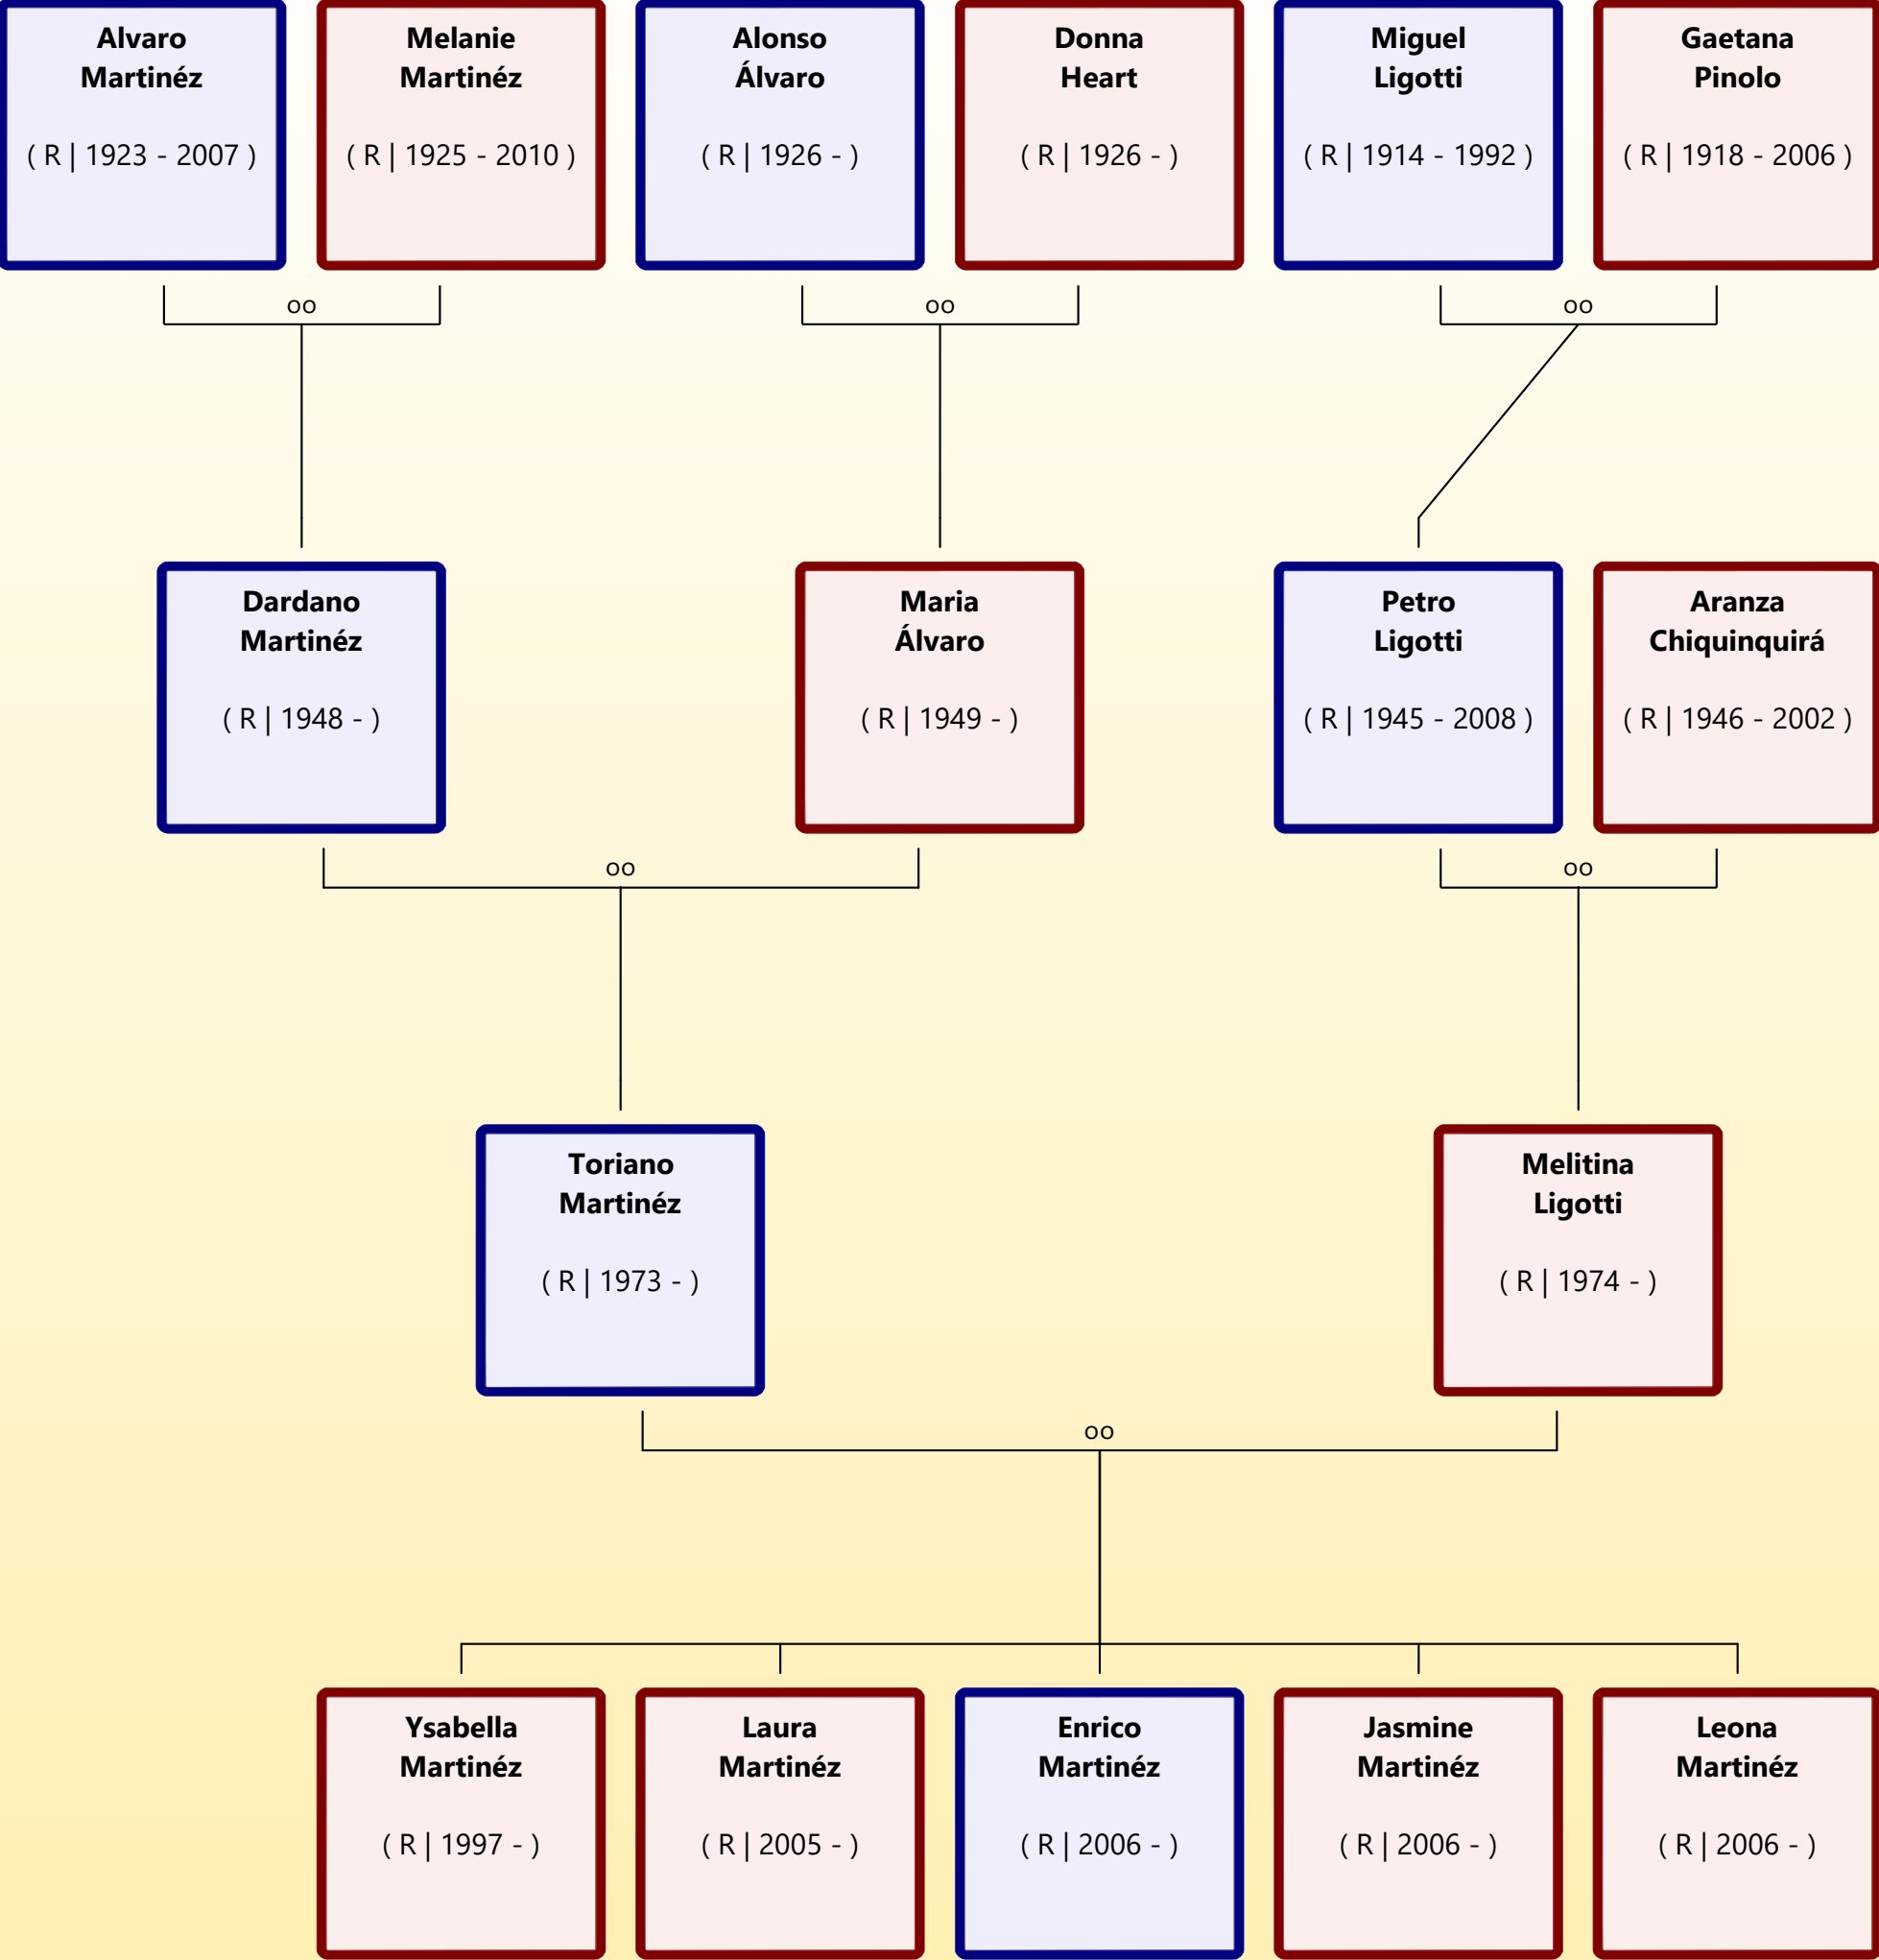 Alvaro
Martinéz
( R | 1923 - 2007 )
Melanie
Martinéz
( R | 1925 - 2010 )
Alonso
Álvaro
( R | 1926 - )
Donna
Heart
( R | 1926 - )
Miguel
Ligotti
( R | 1914 - 1992 )
Gaetana
Pinolo
( R | 1918 - 2006 )
oo
oo
oo
Dardano
Martinéz
( R | 1948 - )
Maria
Álvaro
( R | 1949 - )
Petro
Ligotti
( R | 1945 - 2008 )
Aranza
Chiquinquirá
( R | 1946 - 2002 )
oo
oo
Toriano
Martinéz
( R | 1973 - )
Melitina
Ligotti
( R | 1974 - )
oo
Ysabella
Martinéz
( R | 1997 - )
Laura
Martinéz
( R | 2005 - )
Enrico
Martinéz
( R | 2006 - )
Jasmine
Martinéz
( R | 2006 - )
Leona
Martinéz
( R | 2006 - )